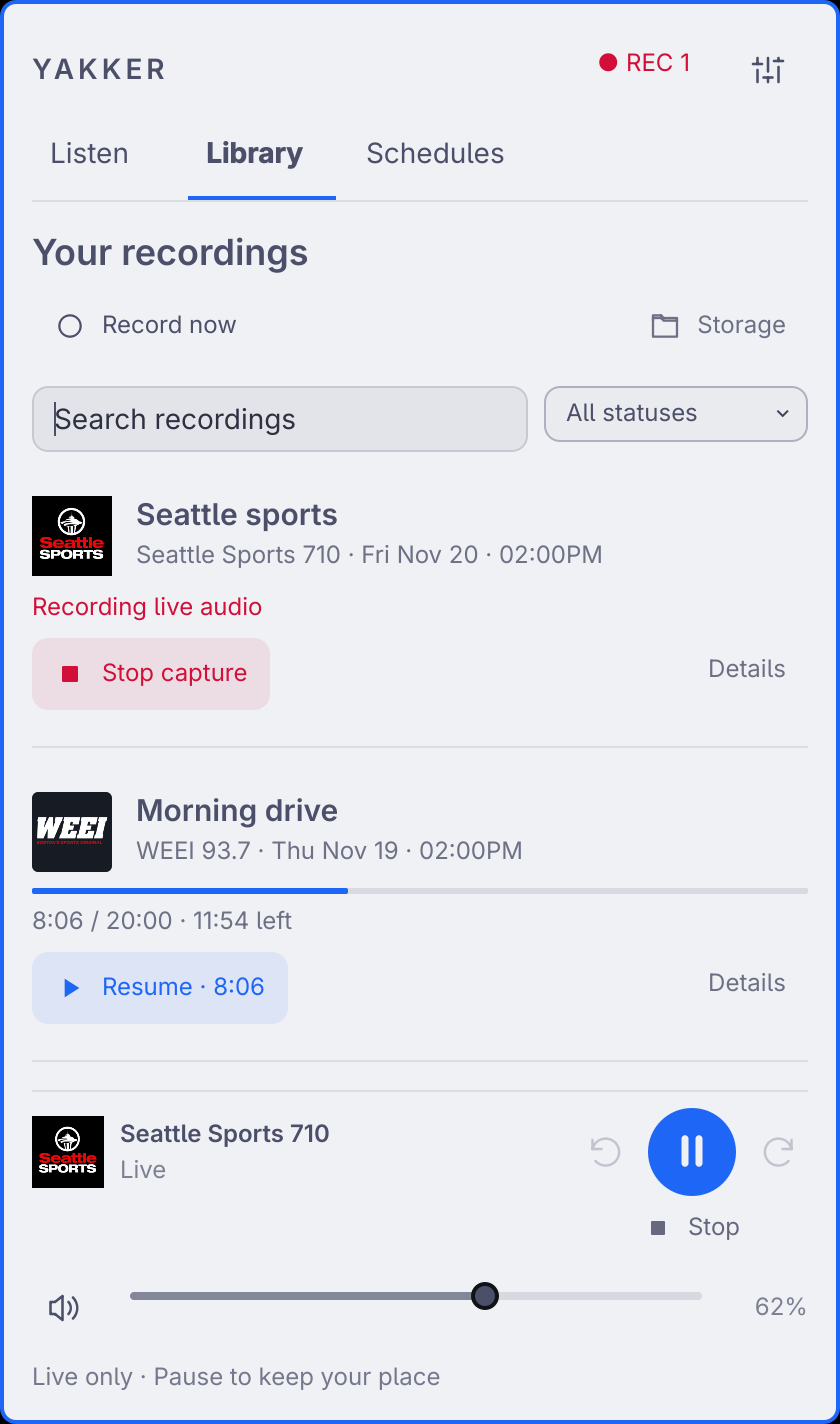 YAKKER
REC 1
Listen Library Schedules
Your recordings
Record now
Storage
Search recordings
All statuses
Seattle
SPORTS
Seattle sports
Seattle Sports 710 · Fri Nov 20 · 02:00PM
Recording live audio
Stop capture
Details
WEEI
Morning drive
WEEI 93.7 · Thu Nov 19 · 02:00PM
8:06 / 20:00 · 11:54 left
Resume · 8:06
Details
Seattle
SPORTS
Seattle Sports 710
Live
Stop
62%
Live only · Pause to keep your place